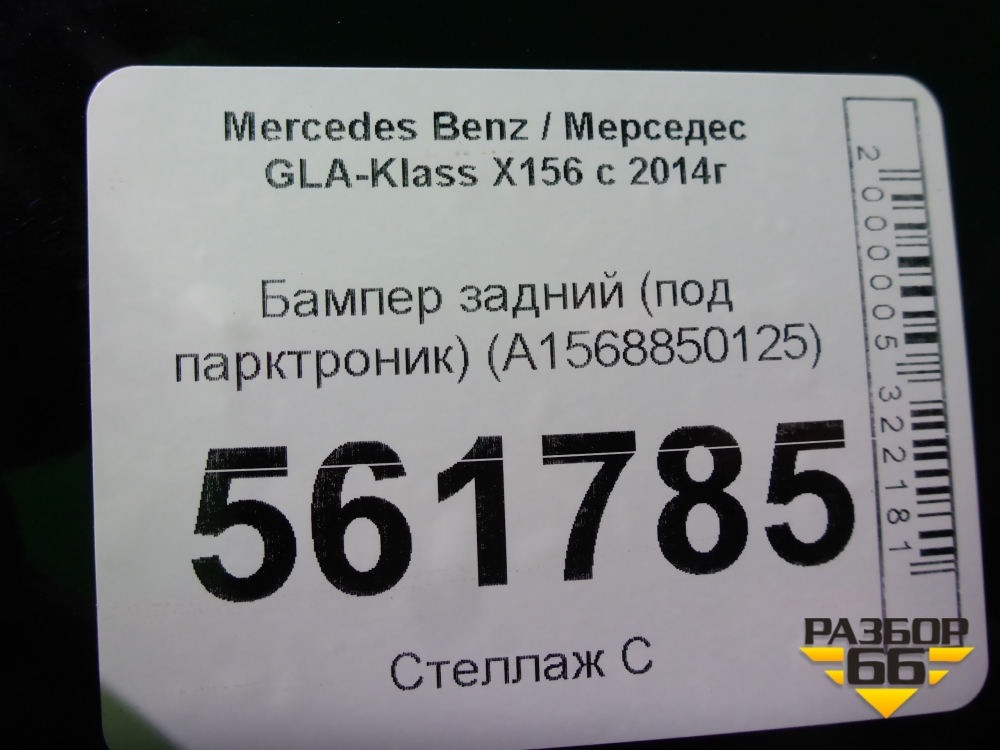 Mercedes Benz / Мерседес
GLA-Klass X156 с 2014г
Бампер задний (под
парктроник) (A1568850125)
561785
Стеллаж С
2000005322181
РАЗБОР
66